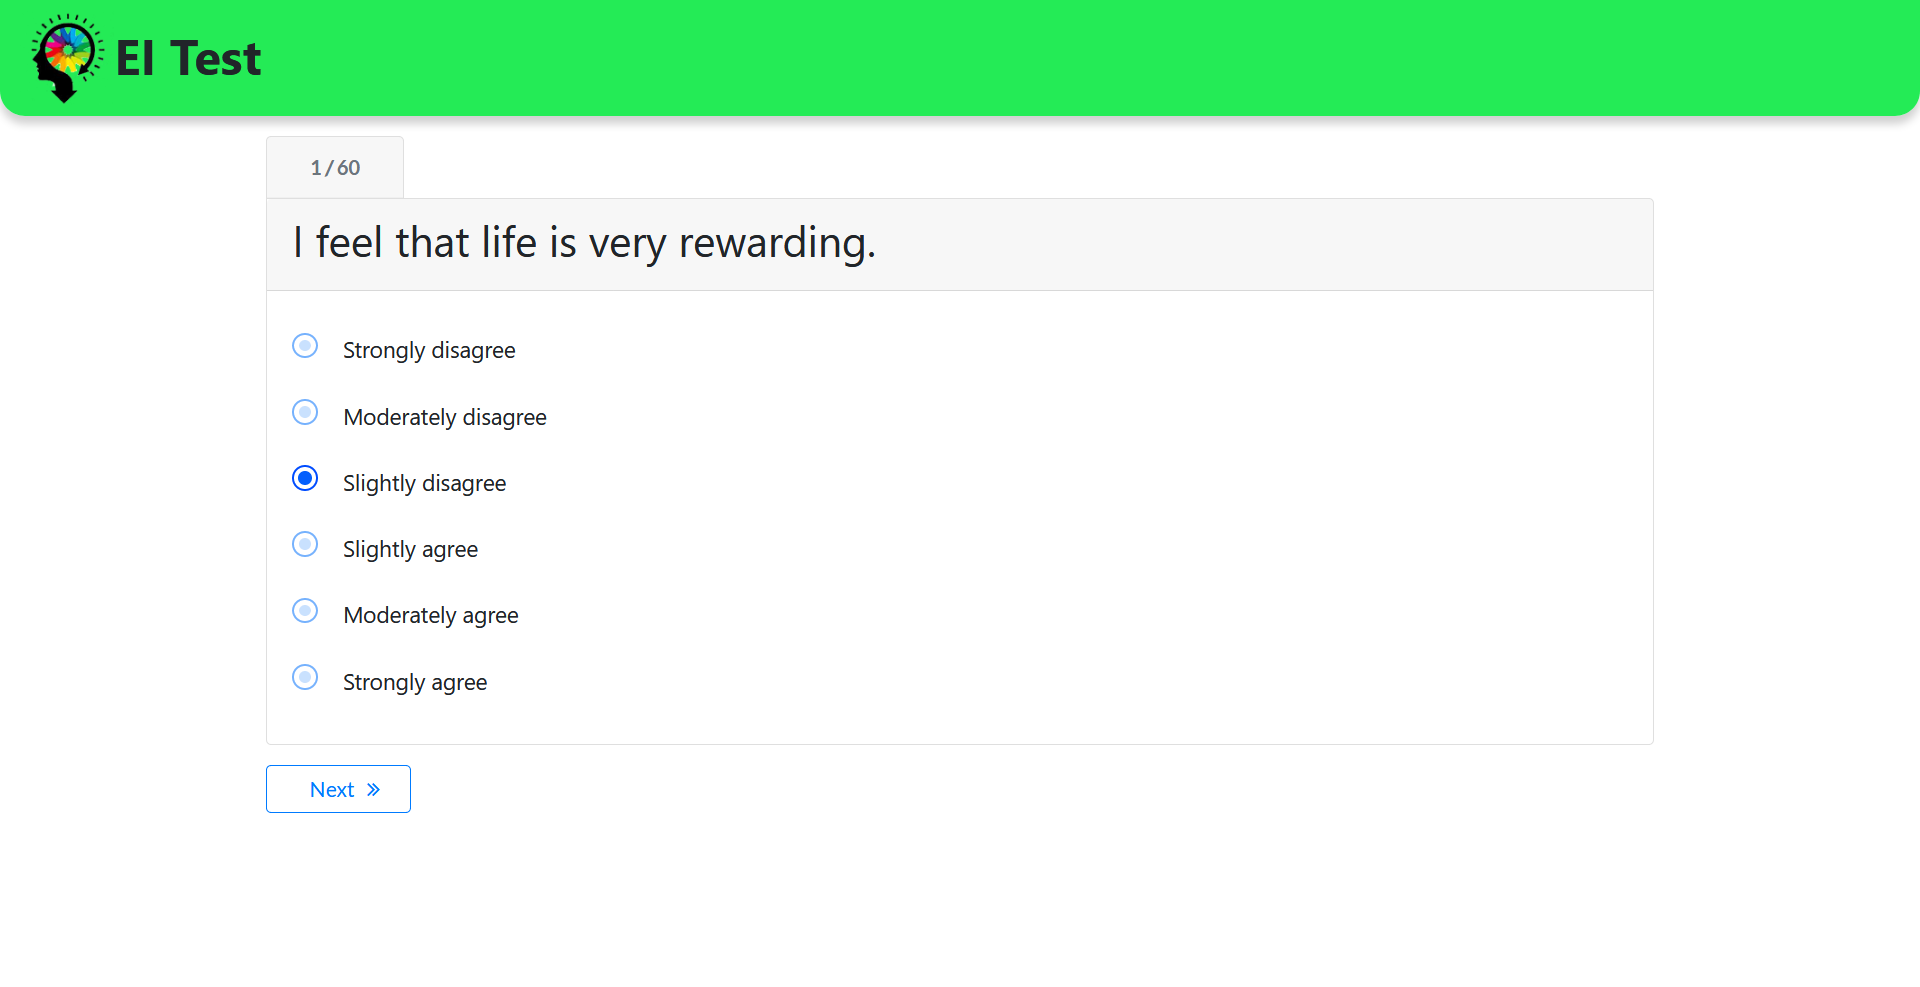 EI Test
1/60
I feel that life is very rewarding.
Strongly disagree
Moderately disagree
Slightly disagree
Slightly agree
Moderately agree
Strongly agree
Next »